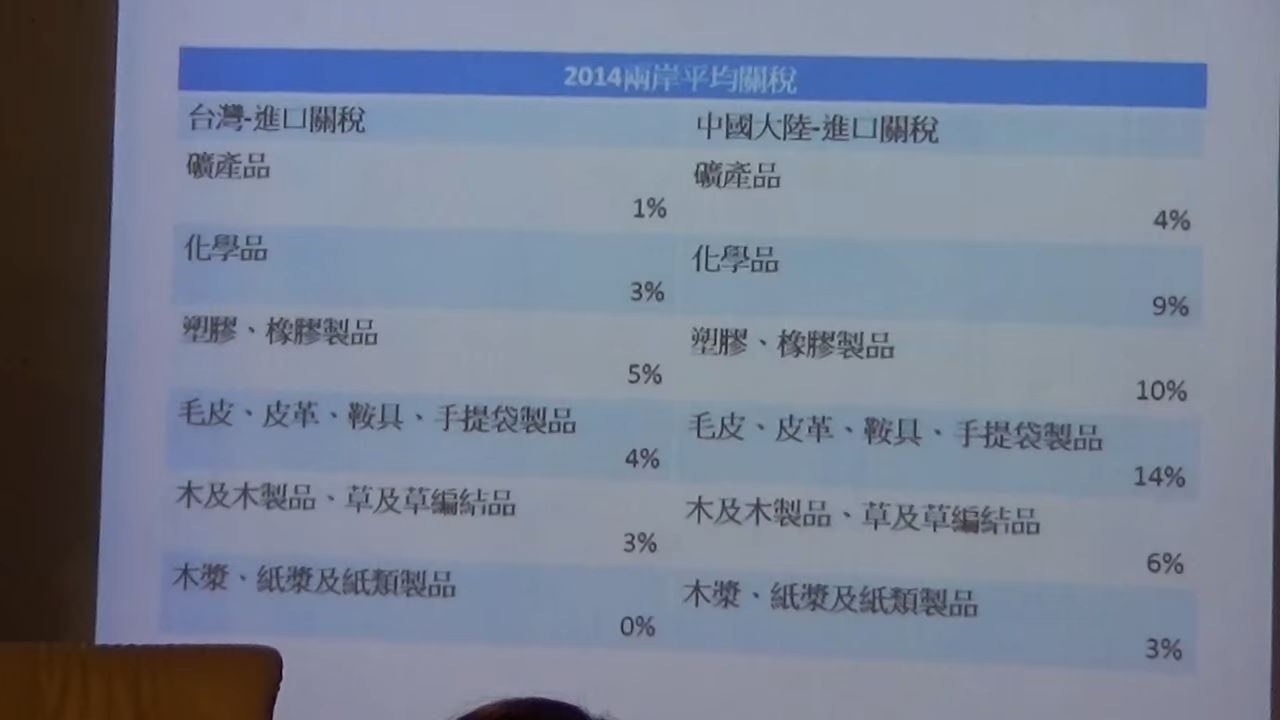 2014兩岸平均關稅
台灣-進口關稅 中國大陸-進口關稅
礦產品 礦產品
1% 4%
化學品 化學品
3% 9%
塑膠、橡膠製品 塑膠、橡膠製品
5% 10%
毛皮、皮革、鞍具、手提袋製品 毛皮、皮革、鞍具、手提袋製品
4% 14%
木及木製品、草及草編結品 木及木製品、草及草編結品
3% 6%
木漿、紙漿及紙類製品 木漿、紙漿及紙類製品
0% 3%